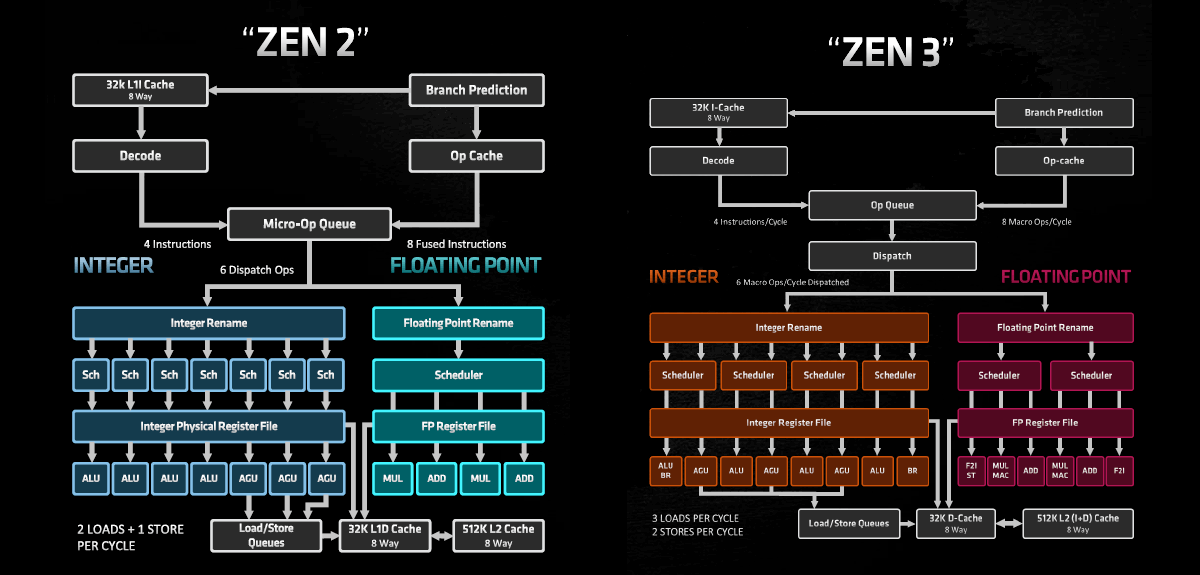 “ZEN 2”
32k L1I Cache
8 Way
Branch Prediction
Decode
Op Cache
Micro-Op Queue
4 Instructions
8 Fused Instructions
INTEGER
6 Dispatch Ops
FLOATING POINT
Integer Rename
Floating Point Rename
Sch
Sch
Sch
Sch
Sch
Sch
Sch
Scheduler
Integer Physical Register File
FP Register File
ALU
ALU
ALU
ALU
AGU
AGU
AGU
MUL
ADD
MUL
ADD
2 LOADS + 1 STORE
PER CYCLE
Load/Store
Queues
32K L1D Cache
8 Way
512K L2 Cache
8 Way
“ZEN 3”
32K I-Cache
8 Way
Branch Prediction
Decode
Op-cache
Op Queue
4 Instructions/Cycle
8 Macro Ops/Cycle
Dispatch
INTEGER
6 Macro Ops/Cycle Dispatched
FLOATING POINT
Integer Rename
Floating Point Rename
Scheduler
Scheduler
Scheduler
Scheduler
Scheduler
Scheduler
Integer Register File
FP Register File
ALU
BR
AGU
ALU
AGU
ALU
AGU
ALU
BR
F2I
ST
MUL
MAC
ADD
MUL
MAC
ADD
F2I
3 LOADS PER CYCLE
2 STORES PER CYCLE
Load/Store Queues
32K D-Cache
8 Way
512K L2 (I+D) Cache
8 Way